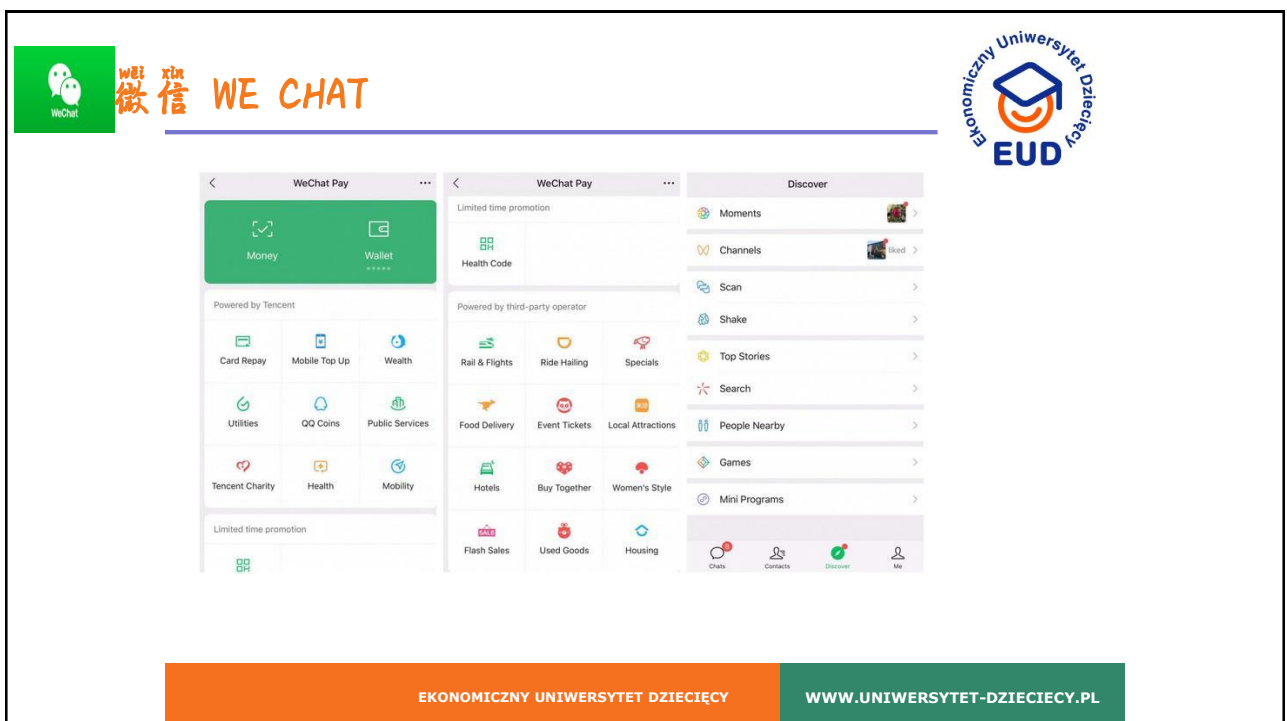 WeChat
wēi xìn
微信 WE CHAT
Ekonomiczny Uniwersytet Dziecięcy
EUD
WeChat Pay
Money
Wallet
Powered by Tencent
Card Repay
Mobile Top Up
Wealth
Utilities
QQ Coins
Public Services
Tencent Charity
Health
Mobility
Limited time promotion
WeChat Pay
Limited time promotion
Health Code
Powered by third-party operator
Rail & Flights
Ride Hailing
Specials
Food Delivery
Event Tickets
Local Attractions
Hotels
Buy Together
Women's Style
SALE
Flash Sales
Used Goods
Housing
Discover
Moments
Channels
liked
Scan
Shake
Top Stories
Search
People Nearby
Games
Mini Programs
Chats
Contacts
Discover
Me
EKONOMICZNY UNIWERSYTET DZIECIĘCY
WWW.UNIWERSYTET-DZIECIECY.PL